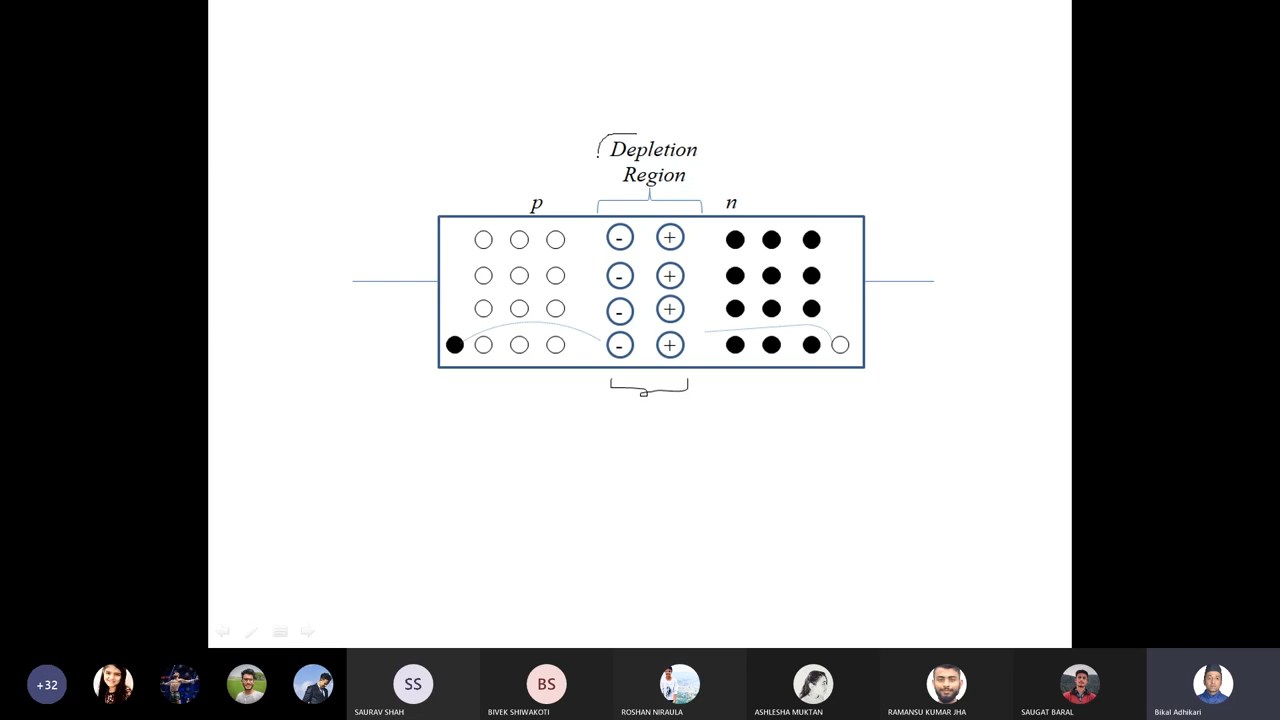 Depletion
Region
p
n
- + 
- +
- +
- +
+32
SS
BS
SAURAV SHAH
BIVEK SHIWAKOTI
ROSHAN NIRAULA
ASHLESHA MUKTAN
RAMANSU KUMAR JHA
SAUGAT BARAL
Bikal Adhikari